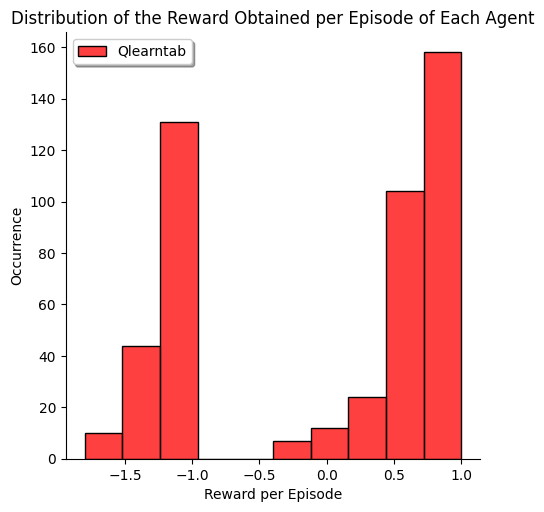 Distribution of the Reward Obtained per Episode of Each Agent
Qlearntab
160
140
120
100
80
60
40
20
0
Occurrence
−1.5 −1.0 −0.5 0.0 0.5 1.0
Reward per Episode